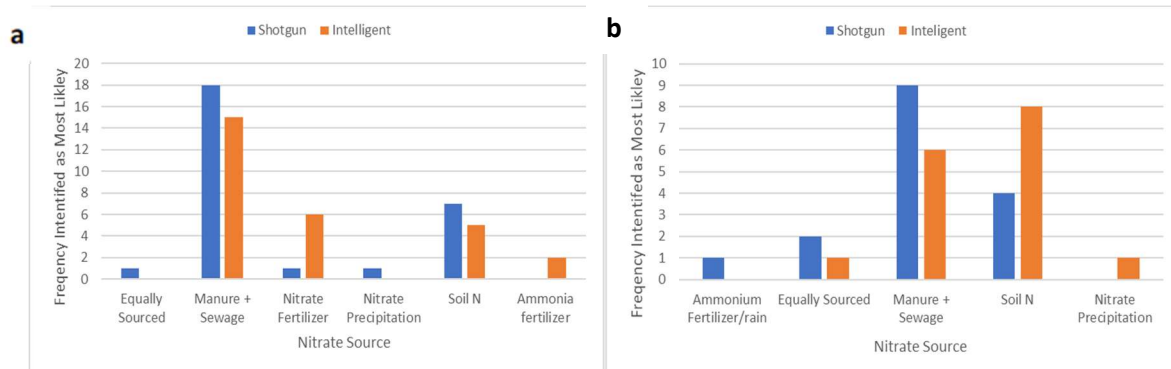 a
Shotgun Intelligent
Freqency Intentifed as Most Likley
20
18
16
14
12
10
8
6
4
2
0
Equally Sourced
Manure + Sewage
Nitrate Fertilizer
Nitrate Precipitation
Soil N
Ammonia fertilizer
Nitrate Source
b
Shotgun Inteligent
Freqency Intentifed as Most Likley
10
9
8
7
6
5
4
3
2
1
0
Ammonium Fertilizer/rain
Equally Sourced
Manure + Sewage
Soil N
Nitrate Precipitation
Nitrate Source